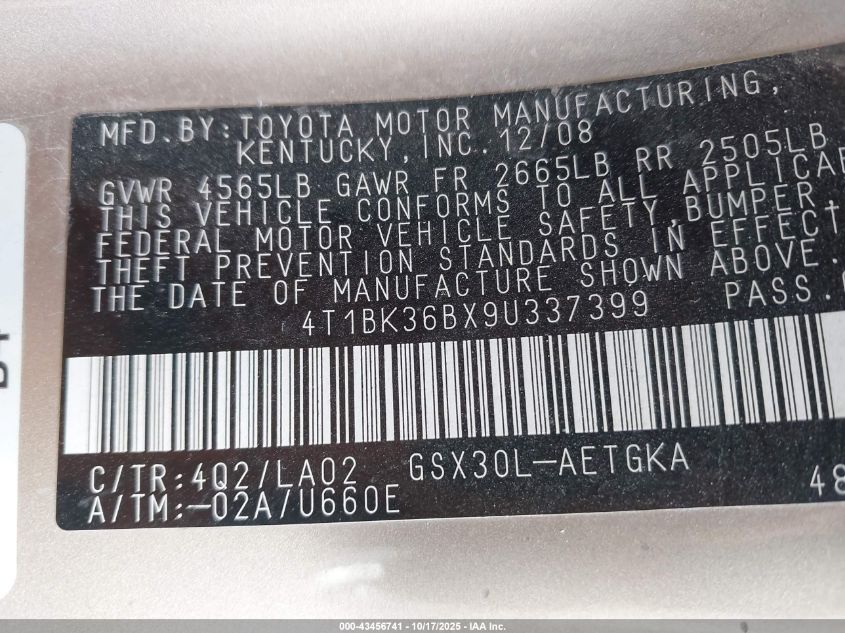 MFD. BY: TOYOTA MOTOR MANUFACTURING,
KENTUCKY, INC. 12/08
GVWR 4565LB GAWR FR 2665LB RR 2505LB
THIS VEHICLE CONFORMS TO ALL APPLICAB
FEDERAL MOTOR VEHICLE SAFETY, BUMPER,
THEFT PREVENTION STANDARDS IN EFFECT
THE DATE OF MANUFACTURE SHOWN ABOVE.
4T1BK36BX9U337399 PASS.
C/TR: 4Q2/LA02 GSX30L-AETGKA
A/TM:-02A/U660E 48
000-43456741 - 10/17/2025 - IAA Inc.